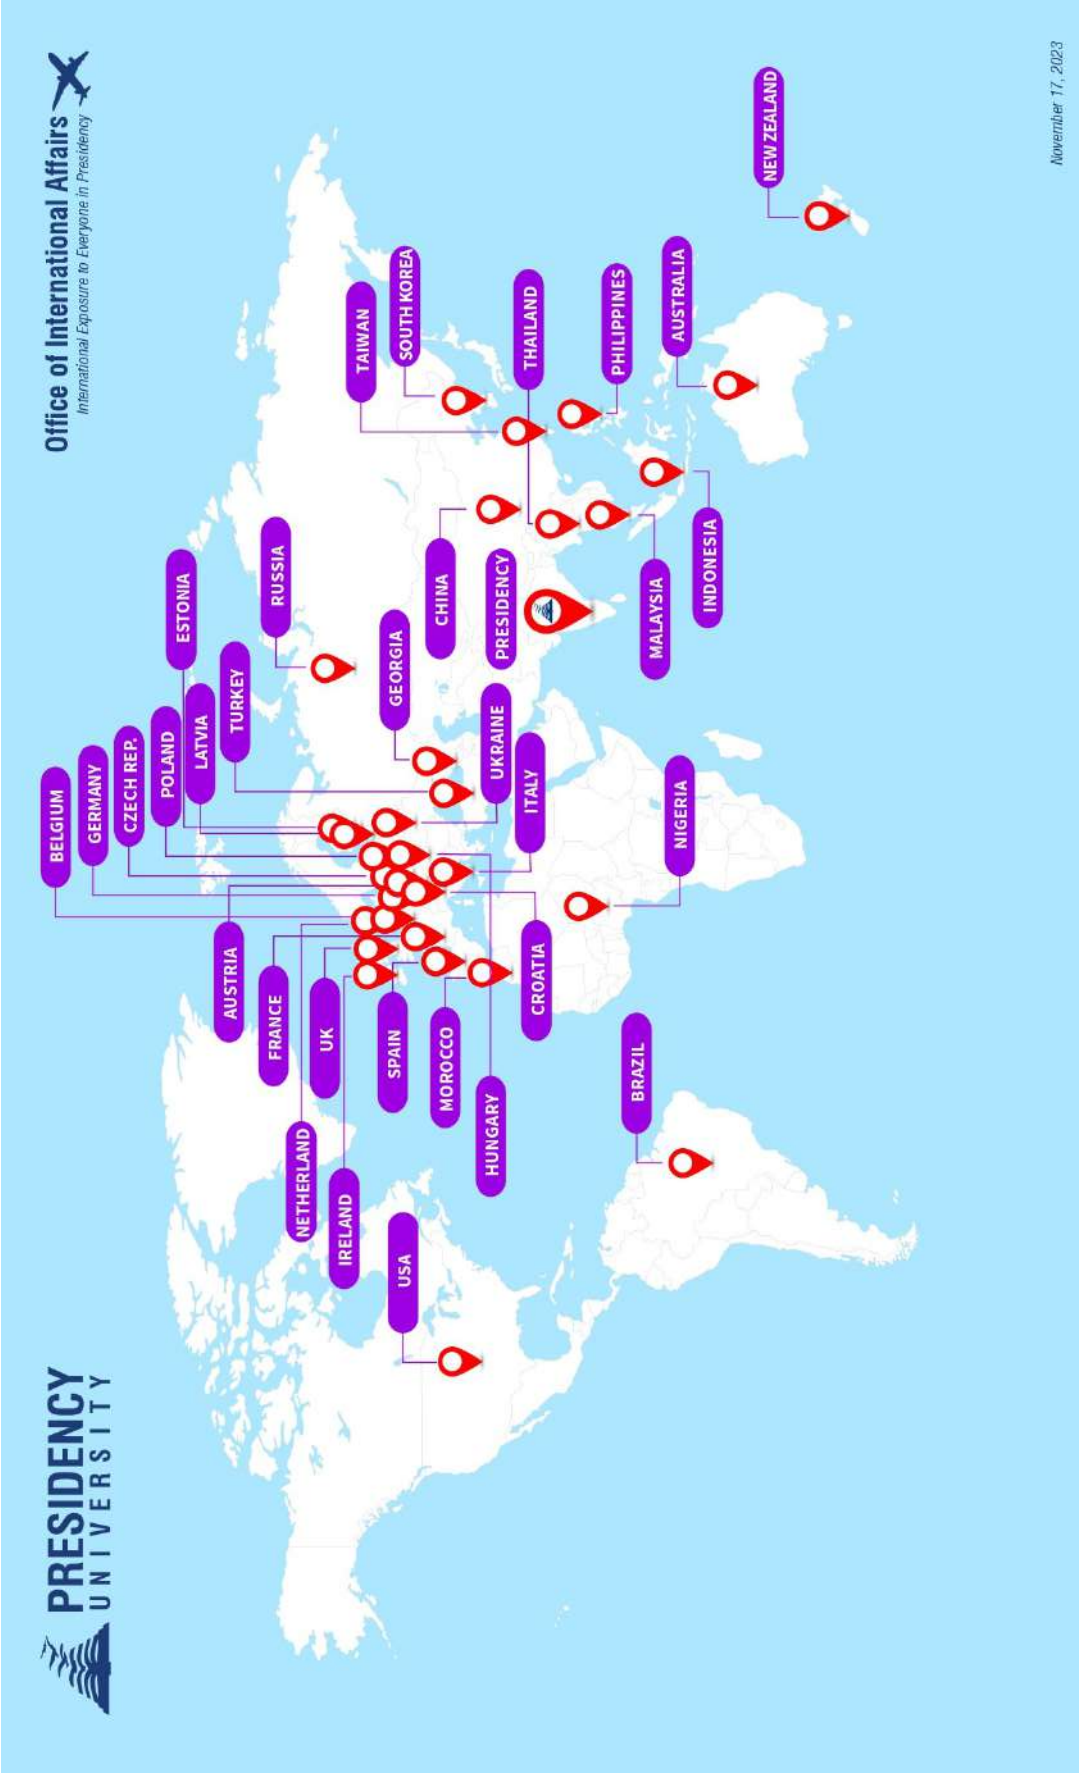 PRESIDENCY
UNIVERSITY
Office of International Affairs
International Exposure to Everyone in Presidency
BELGIUM
GERMANY
CZECH REP.
POLAND
ESTONIA
LATVIA
TURKEY
AUSTRIA
FRANCE
RUSSIA
NETHERLAND
UK
IRELAND
TAIWAN
SPAIN
GEORGIA
SOUTH KOREA
USA
MOROCCO
CHINA
HUNGARY
UKRAINE
PRESIDENCY
THAILAND
ITALY
CROATIA
PHILIPPINES
BRAZIL
MALAYSIA
AUSTRALIA
NIGERIA
INDONESIA
NEW ZEALAND
November 17, 2023